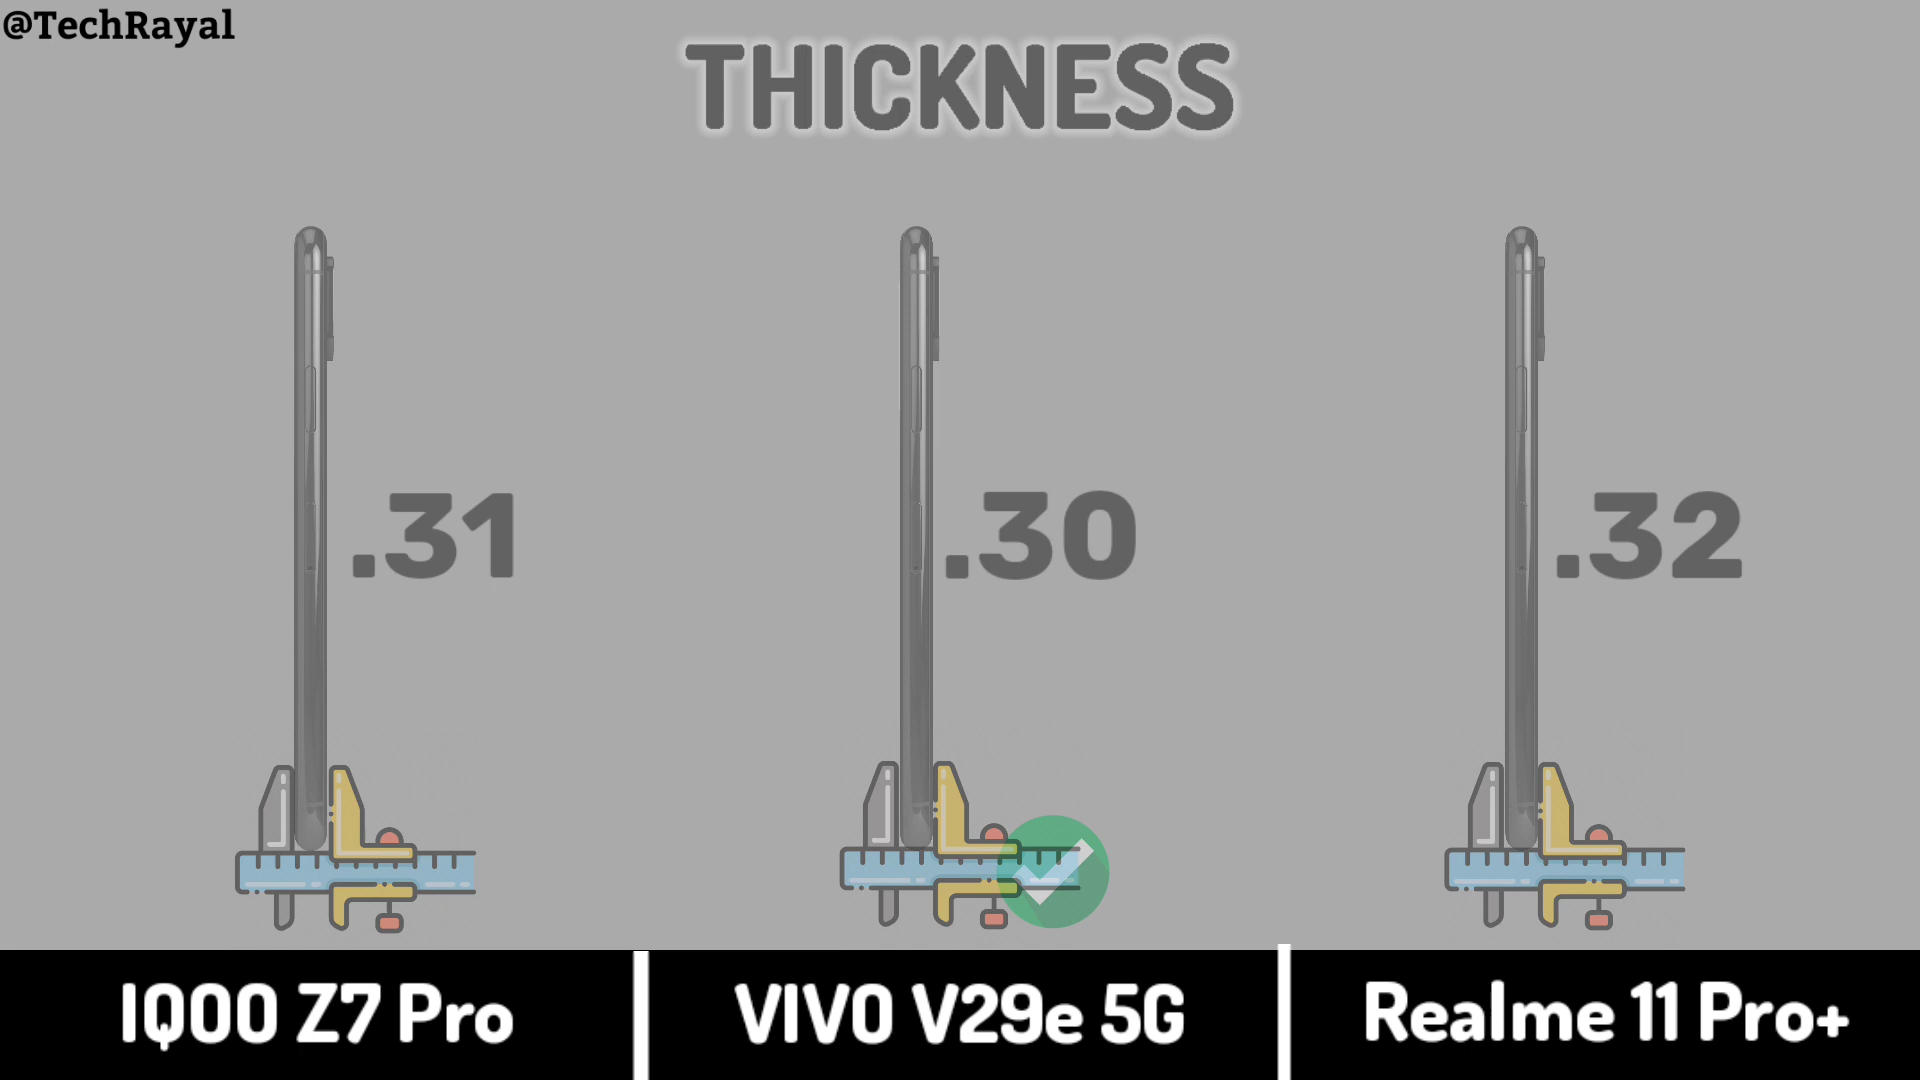 @TechRayal
THICKNESS
.31
.30
.32
IQOO Z7 Pro
VIVO V29e 5G
Realme 11 Pro+